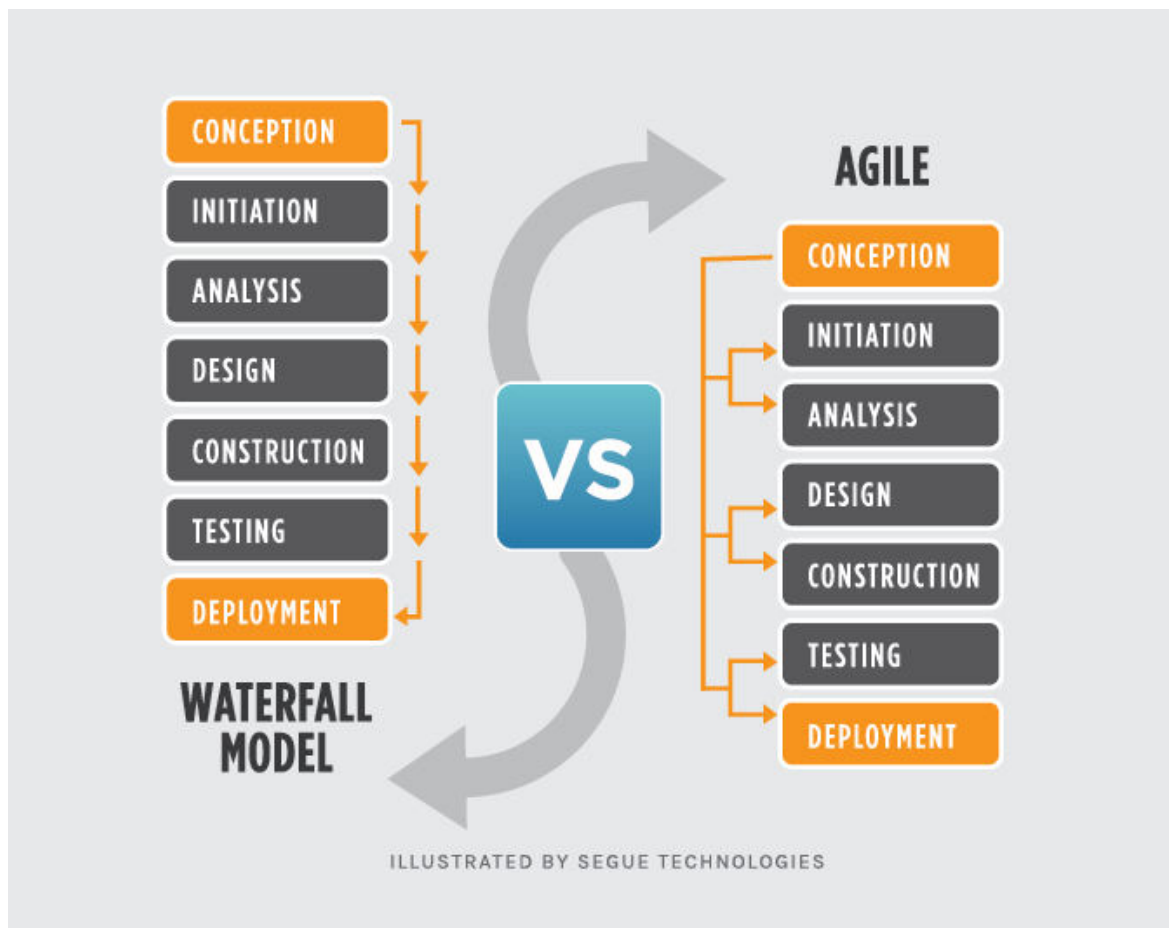 CONCEPTION
INITIATION
ANALYSIS
DESIGN
CONSTRUCTION
TESTING
DEPLOYMENT
WATERFALL
MODEL
VS
AGILE
CONCEPTION
INITIATION
ANALYSIS
DESIGN
CONSTRUCTION
TESTING
DEPLOYMENT
ILLUSTRATED BY SEGUE TECHNOLOGIES